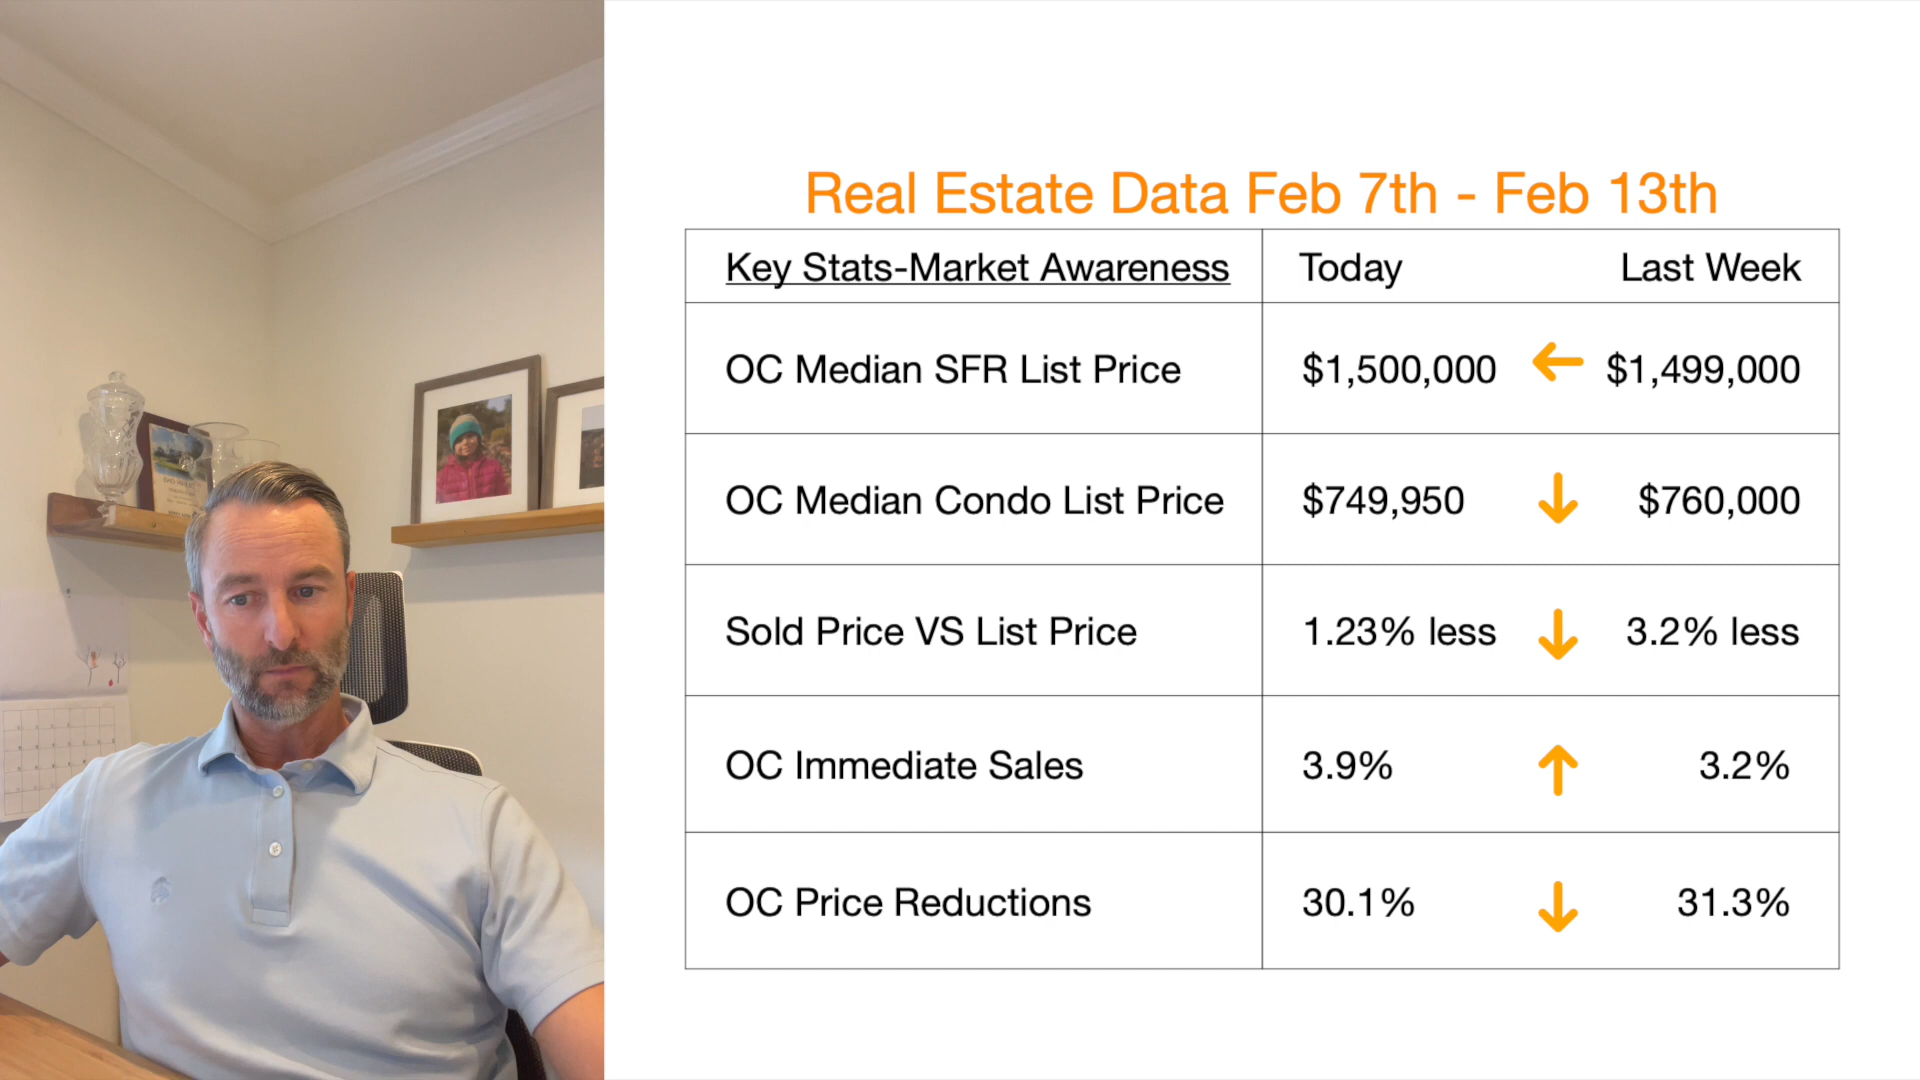 Real Estate Data Feb 7th - Feb 13th
Key Stats-Market Awareness Today Last Week
OC Median SFR List Price $1,500,000 ← $1,499,000
OC Median Condo List Price $749,950 ↓ $760,000
Sold Price VS List Price 1.23% less ↓ 3.2% less
OC Immediate Sales 3.9% ↑ 3.2%
OC Price Reductions 30.1% ↓ 31.3%